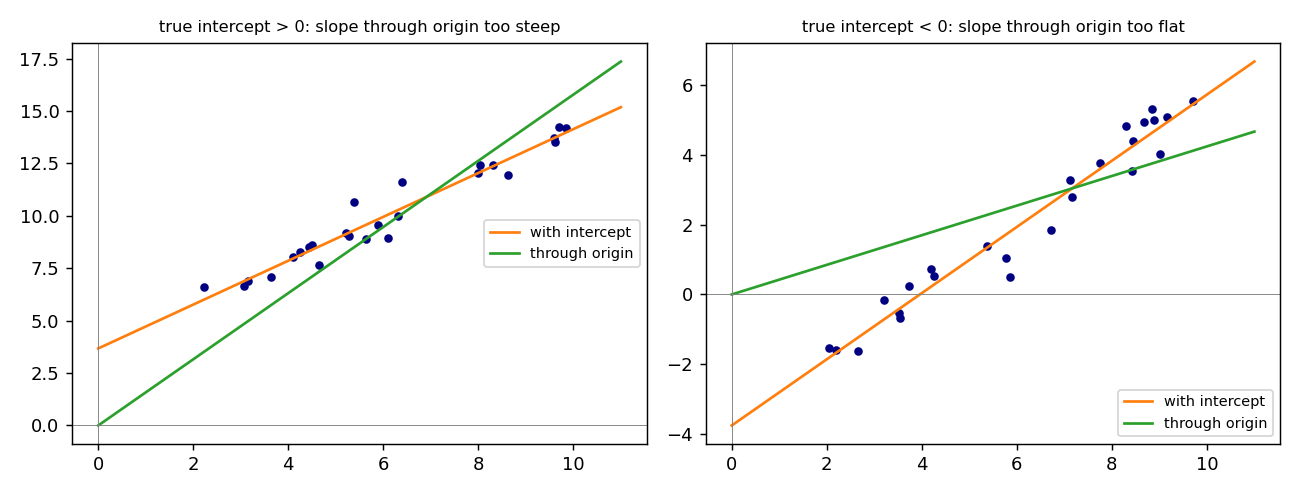 true intercept > 0: slope through origin too steep
17.5
15.0
12.5
10.0
7.5
5.0
2.5
0.0
0 2 4 6 8 10
with intercept
through origin
true intercept < 0: slope through origin too flat
6
4
2
0
−2
−4
0 2 4 6 8 10
with intercept
through origin